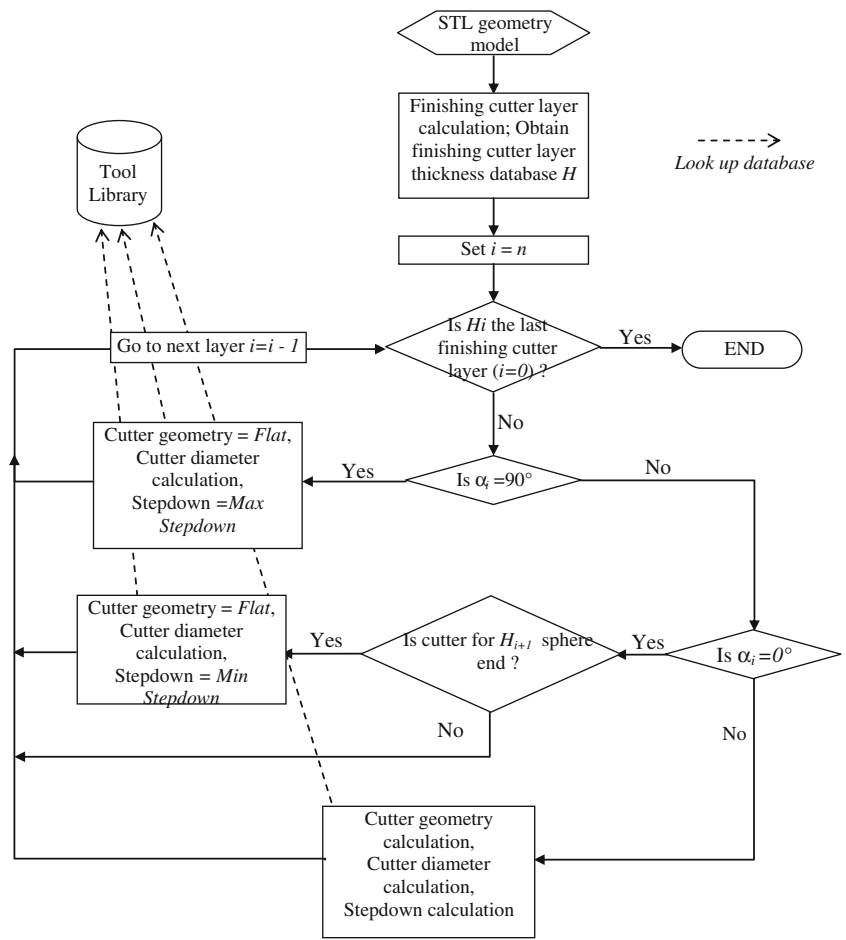 STL geometry
model
Finishing cutter layer
calculation; Obtain
finishing cutter layer
thickness database H
Look up database
Tool
Library
Set i = n
Is Hi the last
finishing cutter
layer (i=0) ?
Yes
END
Go to next layer i=i - 1
No
Cutter geometry = Flat,
Cutter diameter
calculation,
Stepdown =Max
Stepdown
Yes
Is αi =90°
No
Cutter geometry = Flat,
Cutter diameter
calculation,
Stepdown = Min
Stepdown
Yes
Is cutter for Hi+1 sphere
end ?
Yes
Is αi =0°
No
No
Cutter geometry
calculation,
Cutter diameter
calculation,
Stepdown calculation